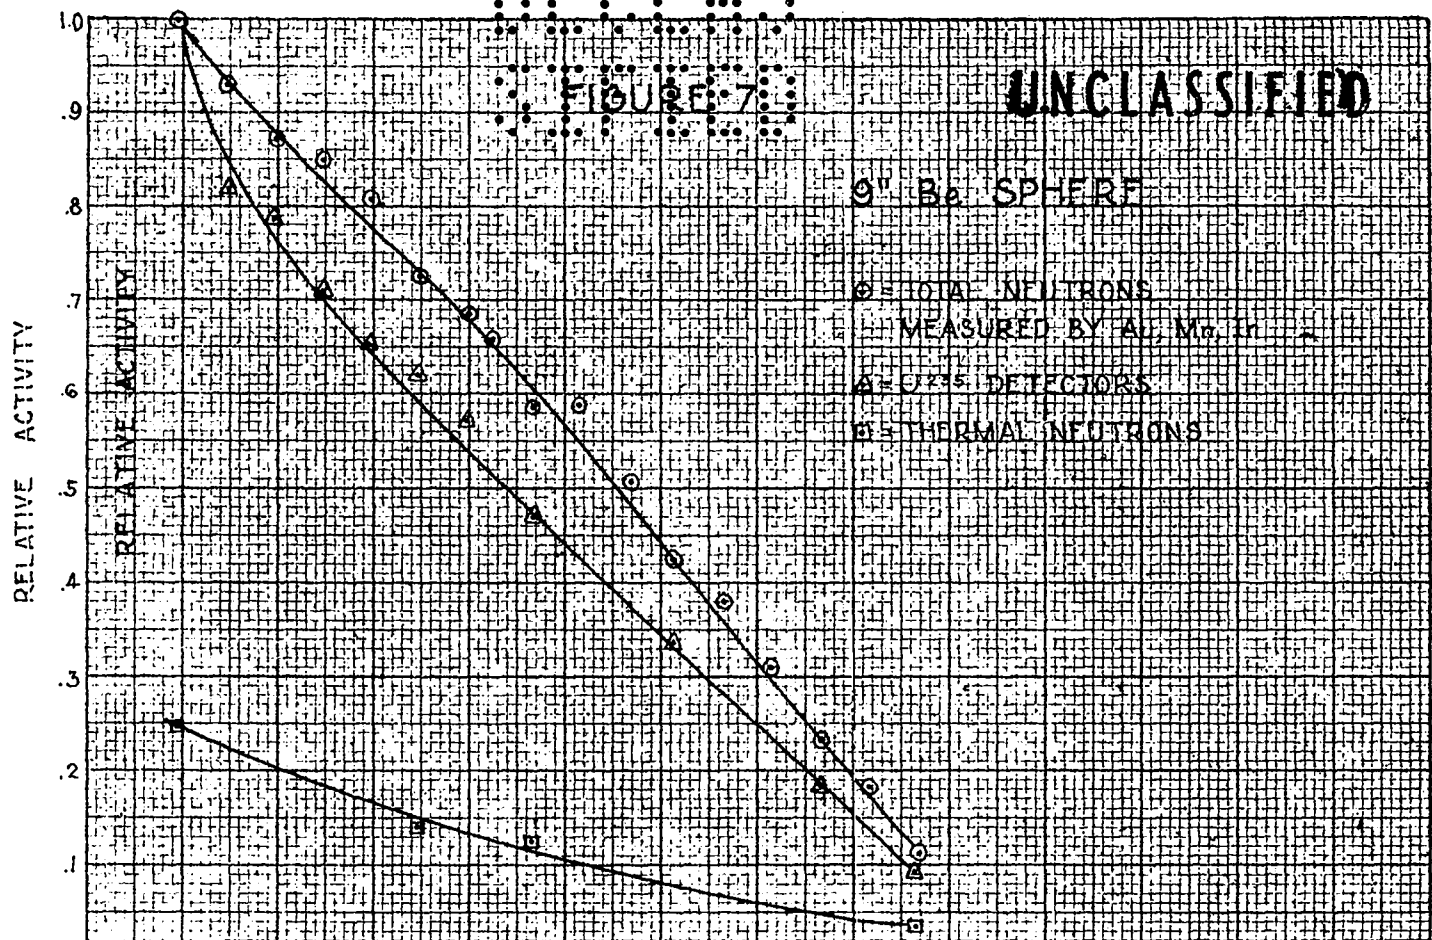 FIGURE 7
UNCLASSIFIED
9" Be SPHERE
⊙ = TOTAL NEUTRONS
MEASURED BY Au, Mn, In
△ = U²³⁵ DETECTORS
⊡ = THERMAL NEUTRONS
RELATIVE ACTIVITY
RELATIVE ACTIVITY
1.0
.9
.8
.7
.6
.5
.4
.3
.2
.1